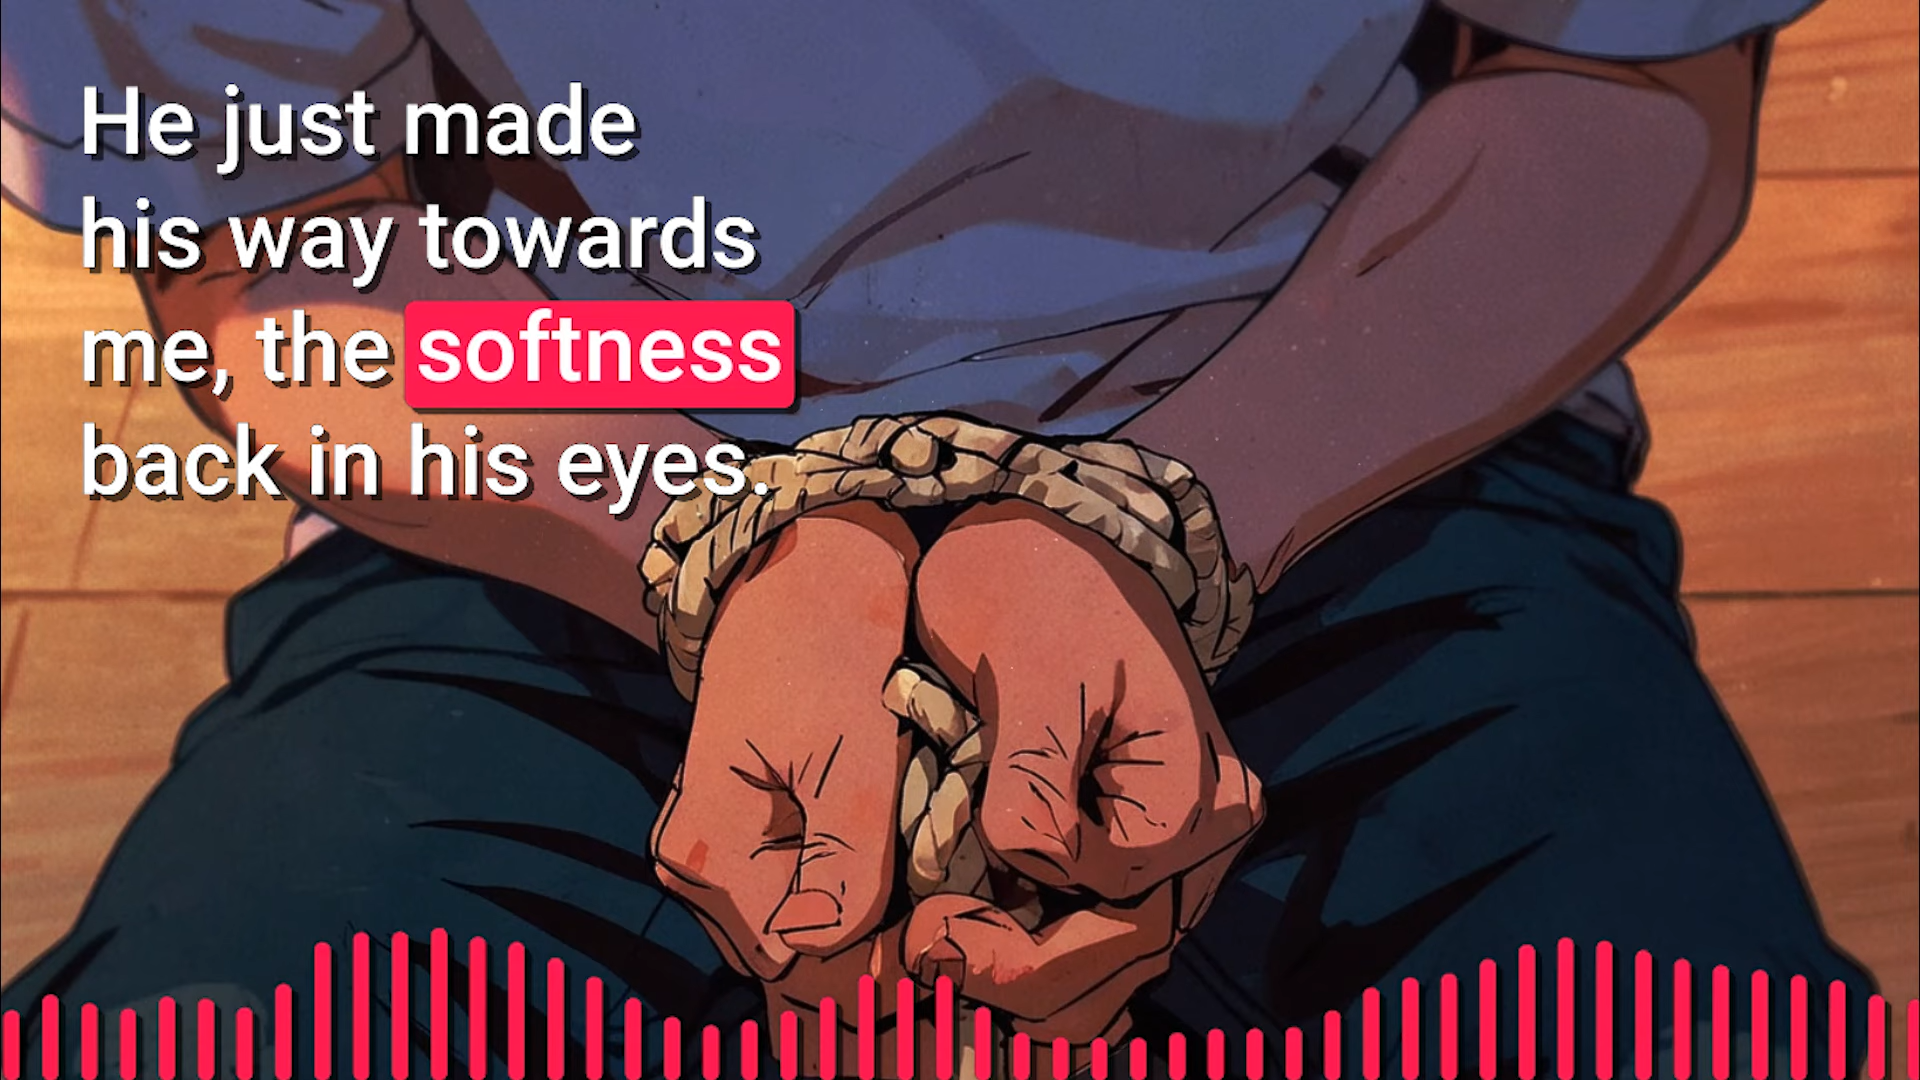 He just made
his way towards
me, the softness
back in his eyes.